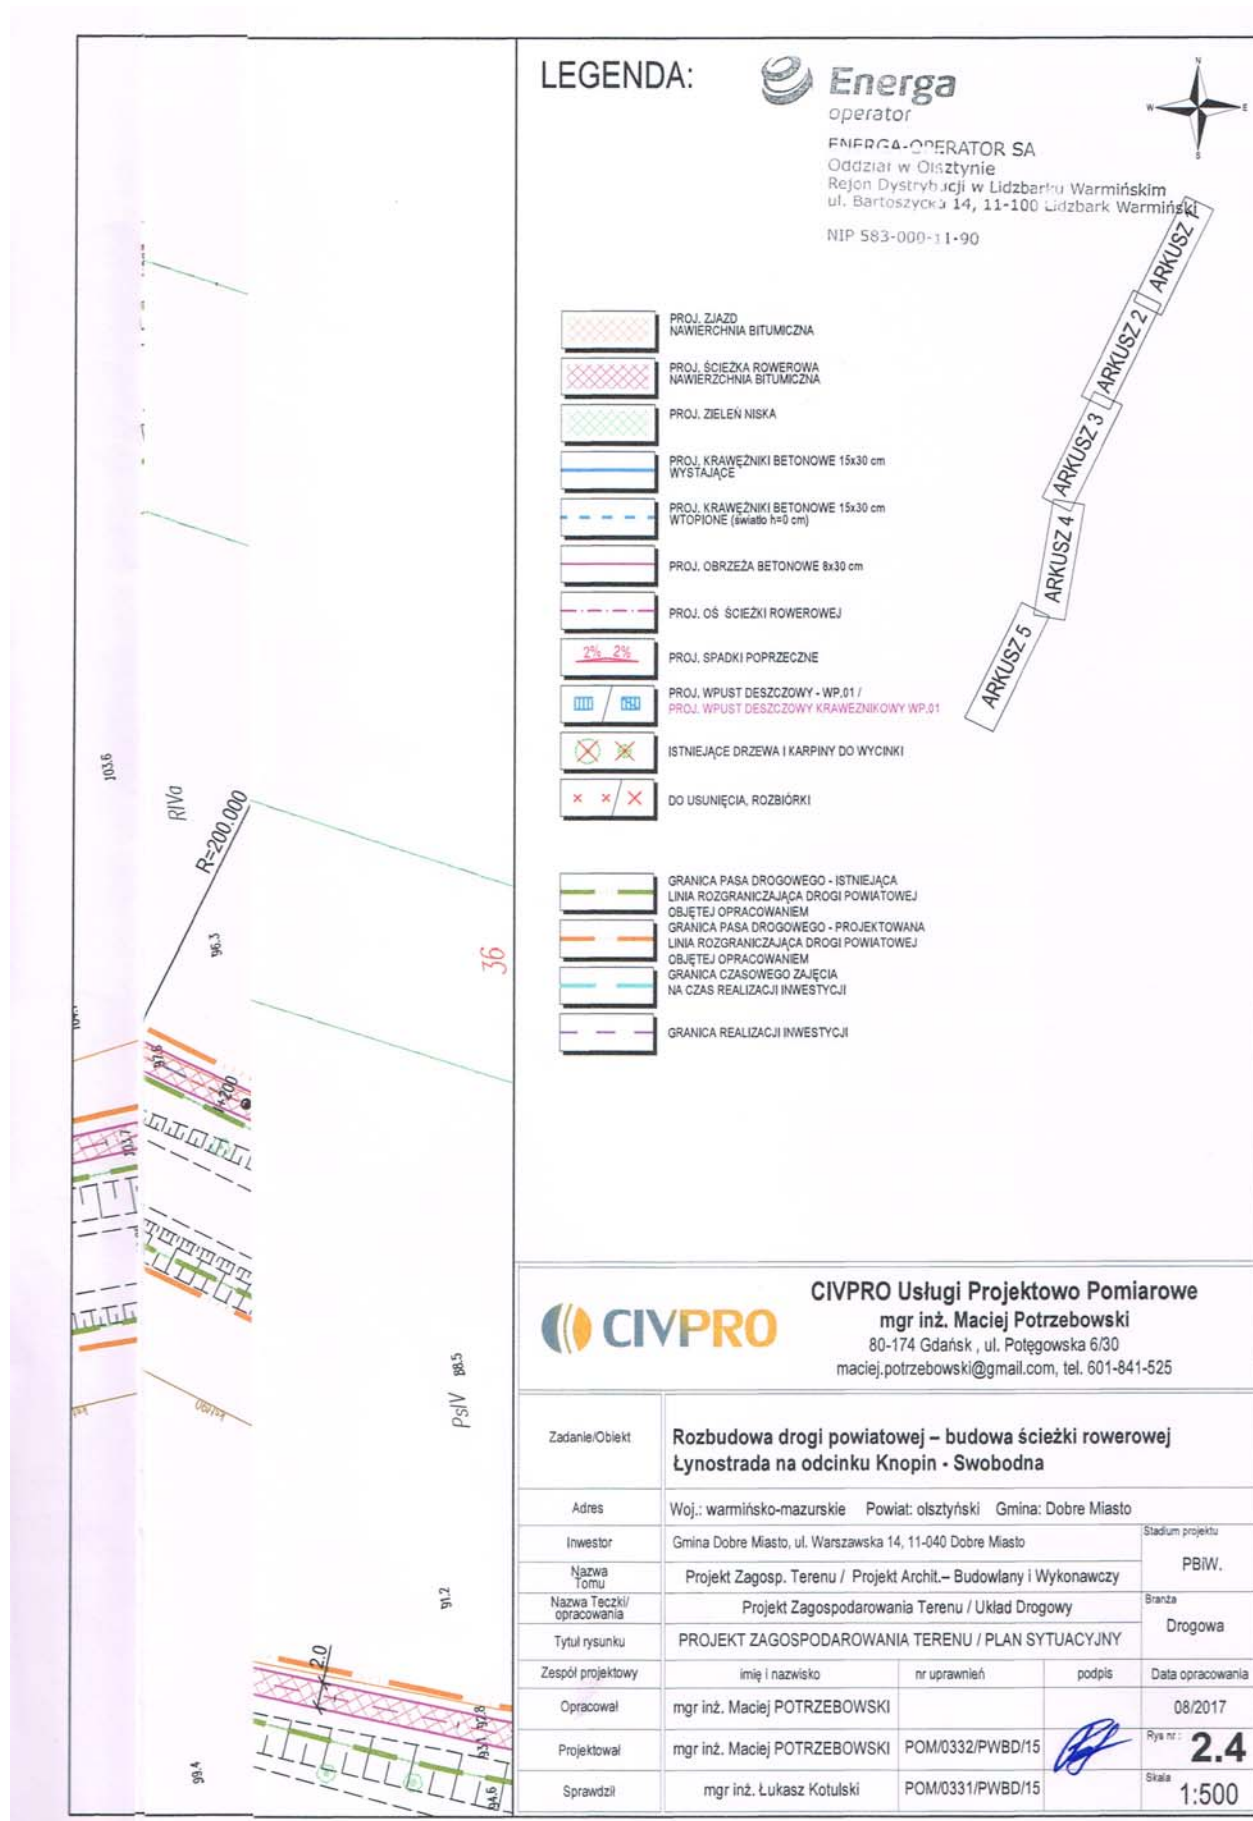 LEGENDA:
Energa
operator
ENERGA-OPERATOR SA
Oddział w Olsztynie
Rejon Dystrybucji w Lidzbarku Warmińskim
ul. Bartoszycka 14, 11-100 Lidzbark Warmiński
NIP 583-000-11-90
N
W
E
S
ARKUSZ 1
ARKUSZ 2
ARKUSZ 3
ARKUSZ 4
ARKUSZ 5
PROJ. ZJAZD
NAWIERCHNIA BITUMICZNA
PROJ. ŚCIEŻKA ROWEROWA
NAWIERZCHNIA BITUMICZNA
PROJ. ZIELEŃ NISKA
PROJ. KRAWĘŻNIKI BETONOWE 15x30 cm
WYSTAJĄCE
PROJ. KRAWĘŻNIKI BETONOWE 15x30 cm
WTOPIONE (światło h=0 cm)
PROJ. OBRZEŻA BETONOWE 8x30 cm
PROJ. OŚ ŚCIEŻKI ROWEROWEJ
2% 2%
PROJ. SPADKI POPRZECZNE
PROJ. WPUST DESZCZOWY - WP.01 /
PROJ. WPUST DESZCZOWY KRAWEZNIKOWY WP.01
ISTNIEJĄCE DRZEWA I KARPINY DO WYCINKI
DO USUNIĘCIA, ROZBIÓRKI
GRANICA PASA DROGOWEGO - ISTNIEJĄCA
LINIA ROZGRANICZAJĄCA DROGI POWIATOWEJ
OBJĘTEJ OPRACOWANIEM
GRANICA PASA DROGOWEGO - PROJEKTOWANA
LINIA ROZGRANICZAJĄCA DROGI POWIATOWEJ
OBJĘTEJ OPRACOWANIEM
GRANICA CZASOWEGO ZAJĘCIA
NA CZAS REALIZACJI INWESTYCJI
GRANICA REALIZACJI INWESTYCJI
103.6
RIVa
R=200.000
96.3
36
97.6
1+200
103.7
PsIV
88.5
91.2
2.0
92.8
93.1
94.6
99.4
CIVPRO
CIVPRO Usługi Projektowo Pomiarowe
mgr inż. Maciej Potrzebowski
80-174 Gdańsk , ul. Potęgowska 6/30
maciej.potrzebowski@gmail.com, tel. 601-841-525
Zadanie/Obiekt
Rozbudowa drogi powiatowej – budowa ścieżki rowerowej
Łynostrada na odcinku Knopin - Swobodna
Adres
Woj.: warmińsko-mazurskie Powiat: olsztyński Gmina: Dobre Miasto
Inwestor
Gmina Dobre Miasto, ul. Warszawska 14, 11-040 Dobre Miasto
Stadium projektu
PBiW.
Nazwa
Tomu
Projekt Zagosp. Terenu / Projekt Archit.– Budowlany i Wykonawczy
Nazwa Teczki/
opracowania
Projekt Zagospodarowania Terenu / Układ Drogowy
Branża
Drogowa
Tytuł rysunku
PROJEKT ZAGOSPODAROWANIA TERENU / PLAN SYTUACYJNY
Zespół projektowy
imię i nazwisko
nr uprawnień
podpis
Data opracowania
Opracował
mgr inż. Maciej POTRZEBOWSKI
08/2017
Projektował
mgr inż. Maciej POTRZEBOWSKI
POM/0332/PWBD/15
Rys nr :
2.4
Sprawdził
mgr inż. Łukasz Kotulski
POM/0331/PWBD/15
Skala
1:500